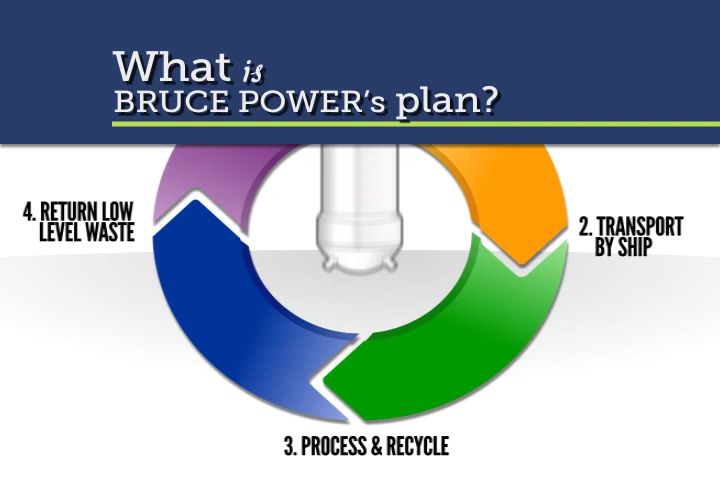 What is
BRUCE POWER's plan?
4. RETURN LOW
LEVEL WASTE
2. TRANSPORT
BY SHIP
3. PROCESS & RECYCLE